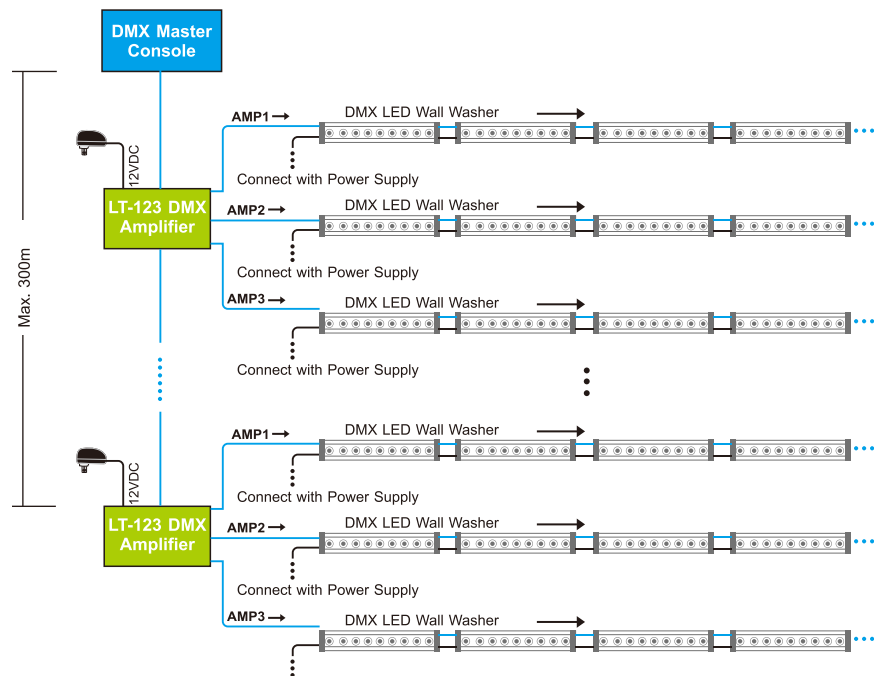 DMX Master
Console
AMP1
DMX LED Wall Washer
12VDC
Connect with Power Supply
LT-123 DMX
Amplifier
AMP2
DMX LED Wall Washer
Connect with Power Supply
Max. 300m
AMP3
DMX LED Wall Washer
Connect with Power Supply
AMP1
DMX LED Wall Washer
12VDC
Connect with Power Supply
LT-123 DMX
Amplifier
AMP2
DMX LED Wall Washer
Connect with Power Supply
AMP3
DMX LED Wall Washer